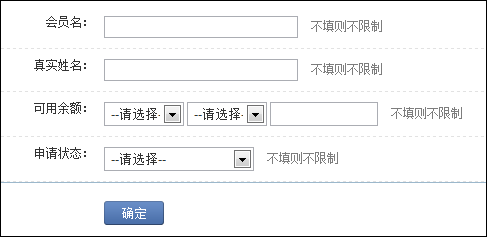 会员名： 不填则不限制
真实姓名： 不填则不限制
可用余额： --请选择- --请选择- 不填则不限制
申请状态： --请选择-- 不填则不限制
确定